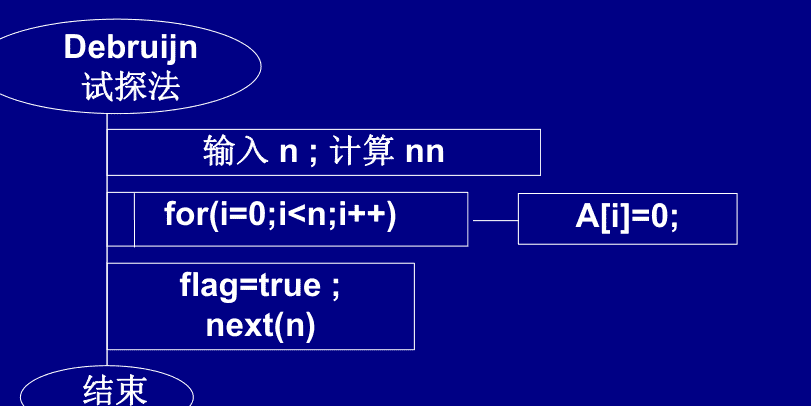 Debruijn
试探法
输入 n ; 计算 nn
for(i=0;i<n;i++)
A[i]=0;
flag=true ;
next(n)
结束